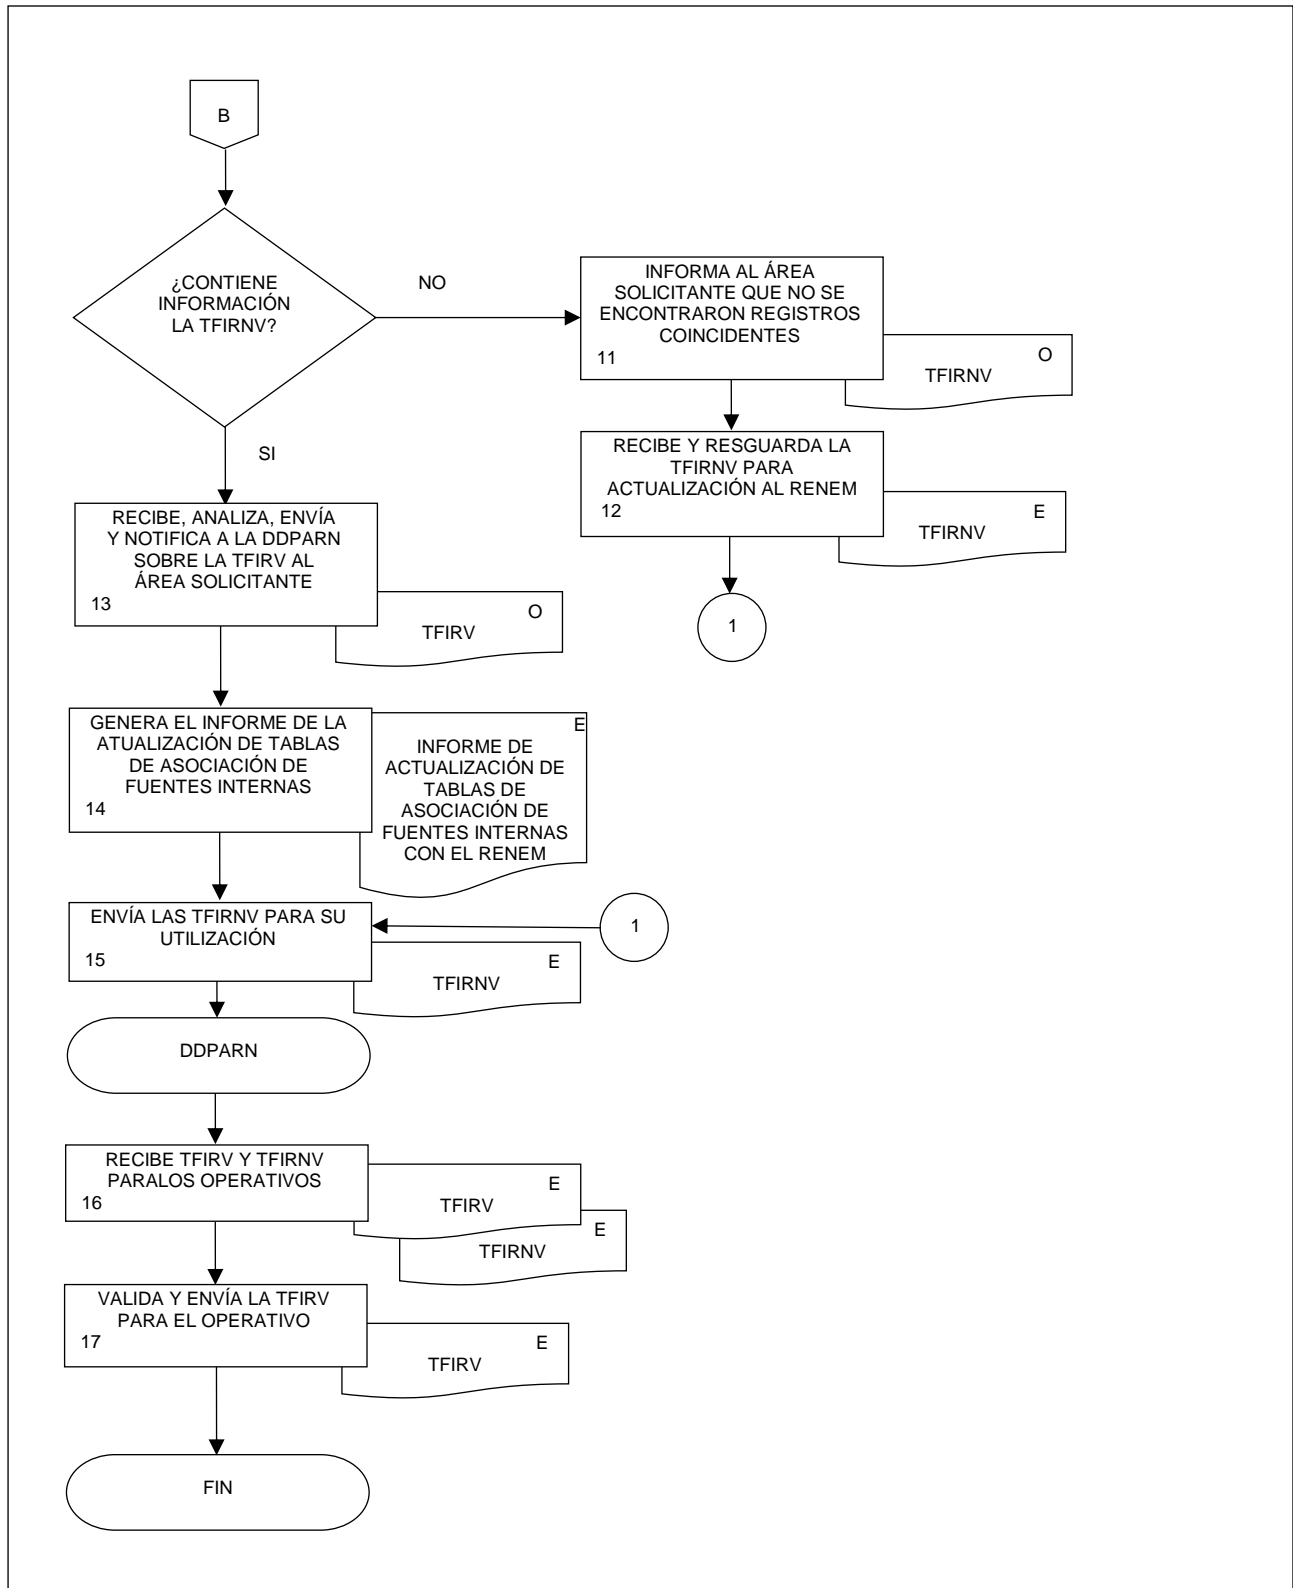 B
¿CONTIENE
INFORMACIÓN
LA TFIRNV?
NO
INFORMA AL ÁREA
SOLICITANTE QUE NO SE
ENCONTRARON REGISTROS
COINCIDENTES
11
O
TFIRNV
RECIBE Y RESGUARDA LA
TFIRNV PARA
ACTUALIZACIÓN AL RENEM
12
E
TFIRNV
1
SI
RECIBE, ANALIZA, ENVÍA
Y NOTIFICA A LA DDPARN
SOBRE LA TFIRV AL
ÁREA SOLICITANTE
13
O
TFIRV
GENERA EL INFORME DE LA
ATUALIZACIÓN DE TABLAS
DE ASOCIACIÓN DE
FUENTES INTERNAS
14
E
INFORME DE
ACTUALIZACIÓN DE
TABLAS DE
ASOCIACIÓN DE
FUENTES INTERNAS
CON EL RENEM
ENVÍA LAS TFIRNV PARA SU
UTILIZACIÓN
15
E
TFIRNV
1
DDPARN
RECIBE TFIRV Y TFIRNV
PARALOS OPERATIVOS
16
E
TFIRV
E
TFIRNV
VALIDA Y ENVÍA LA TFIRV
PARA EL OPERATIVO
17
E
TFIRV
FIN